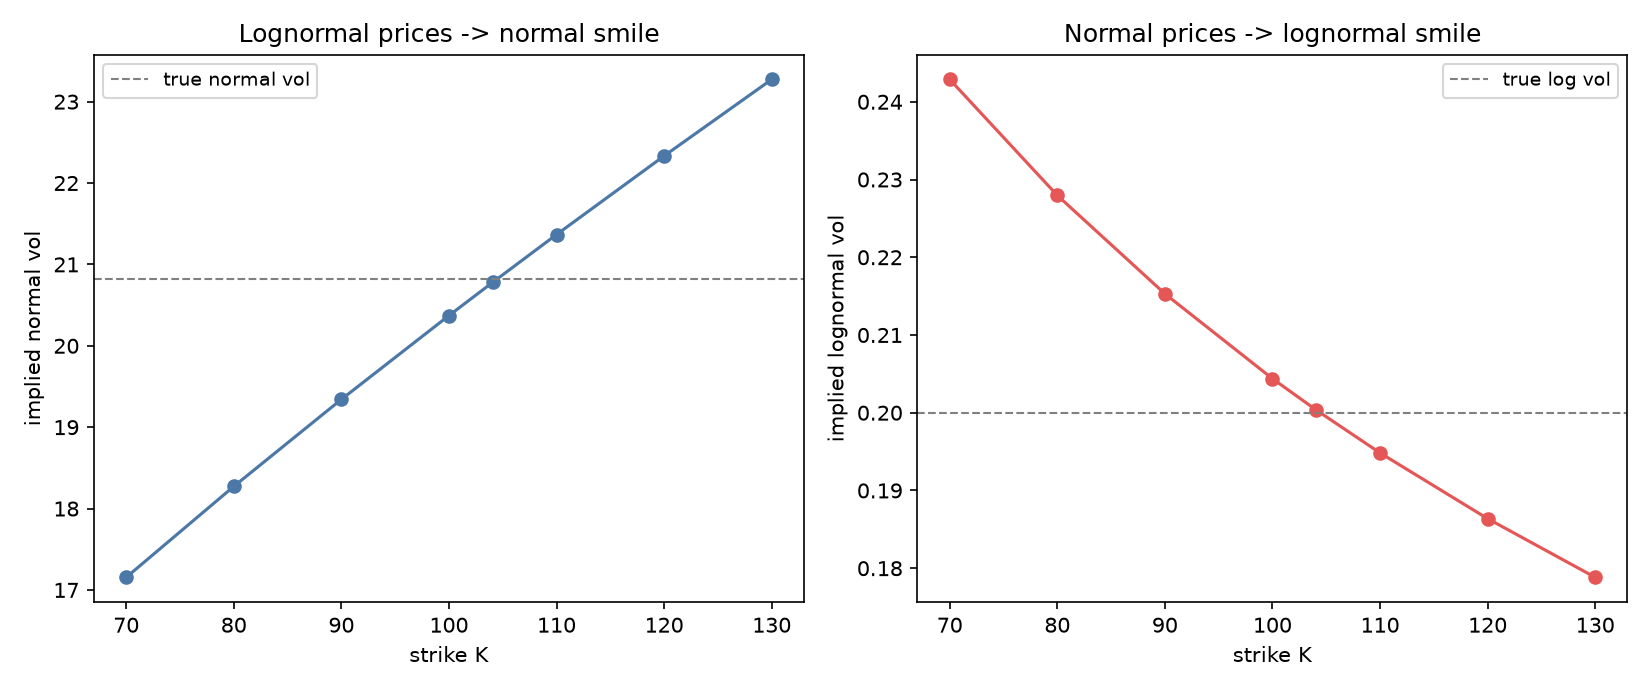 Lognormal prices -> normal smile
true normal vol
implied normal vol
23
22
21
20
19
18
17
70 80 90 100 110 120 130
strike K
Normal prices -> lognormal smile
true log vol
implied lognormal vol
0.24
0.23
0.22
0.21
0.20
0.19
0.18
70 80 90 100 110 120 130
strike K